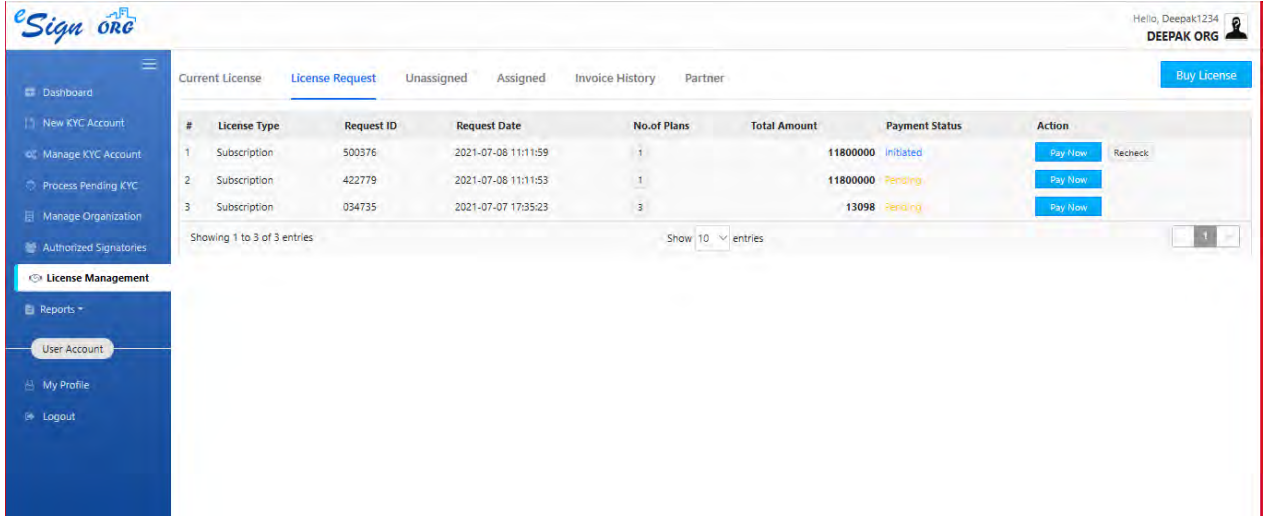 eSign ORG
Hello, Deepak1234
DEEPAK ORG
Current License License Request Unassigned Assigned Invoice History Partner Buy License
Dashboard
New KYC Account
Manage KYC Account
Process Pending KYC
Manage Organization
Authorized Signatories
License Management
Reports
User Account
My Profile
Logout
# License Type Request ID Request Date No.of Plans Total Amount Payment Status Action
1 Subscription 500376 2021-07-08 11:11:59 1 11800000 Initiated Pay Now Recheck
2 Subscription 422779 2021-07-08 11:11:53 1 11800000 Pending Pay Now
3 Subscription 034735 2021-07-07 17:35:23 3 13098 Pending Pay Now
Showing 1 to 3 of 3 entries Show 10 entries 1